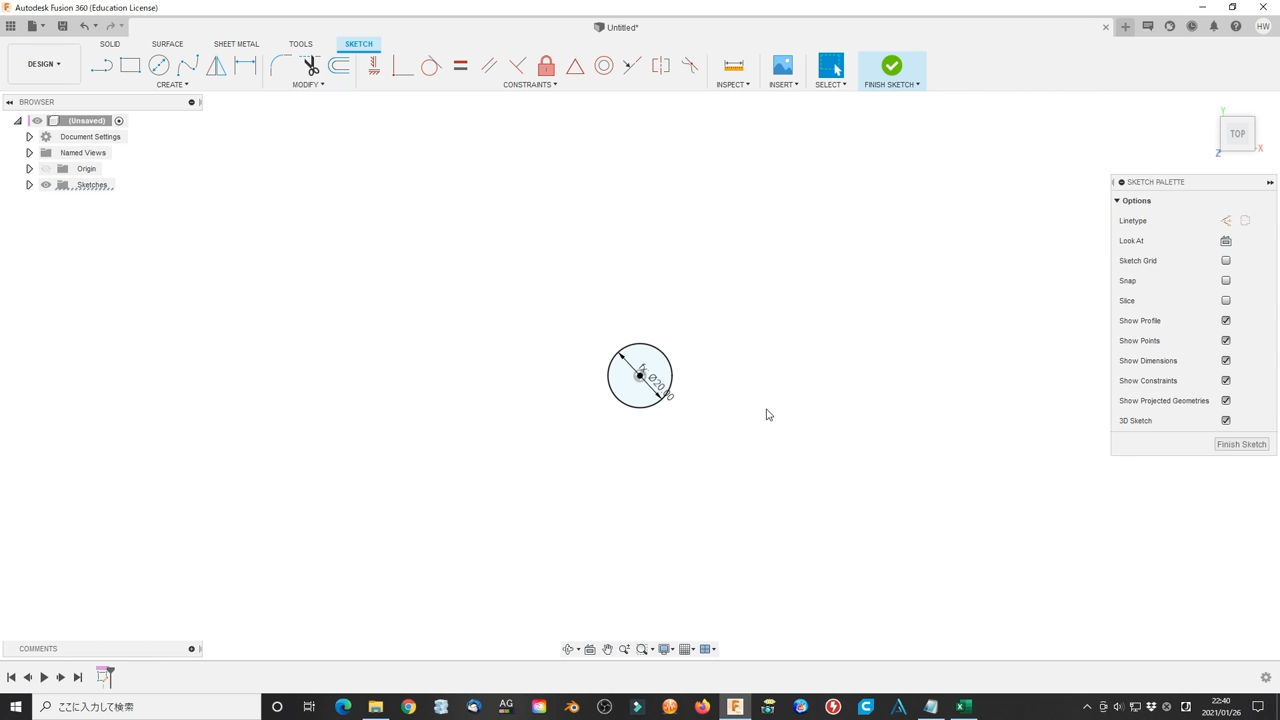 Autodesk Fusion 360 (Education License)
Untitled*
HW
DESIGN
SOLID
SURFACE
SHEET METAL
TOOLS
SKETCH
CREATE
MODIFY
CONSTRAINTS
INSPECT
INSERT
SELECT
FINISH SKETCH
BROWSER
(Unsaved)
Document Settings
Named Views
Origin
Sketches
Y
TOP
X
Z
SKETCH PALETTE
Options
Linetype
Look At
Sketch Grid
Snap
Slice
Show Profile
Show Points
Show Dimensions
Show Constraints
Show Projected Geometries
3D Sketch
Finish Sketch
COMMENTS
ここに入力して検索
AG
22:40
2021/01/26